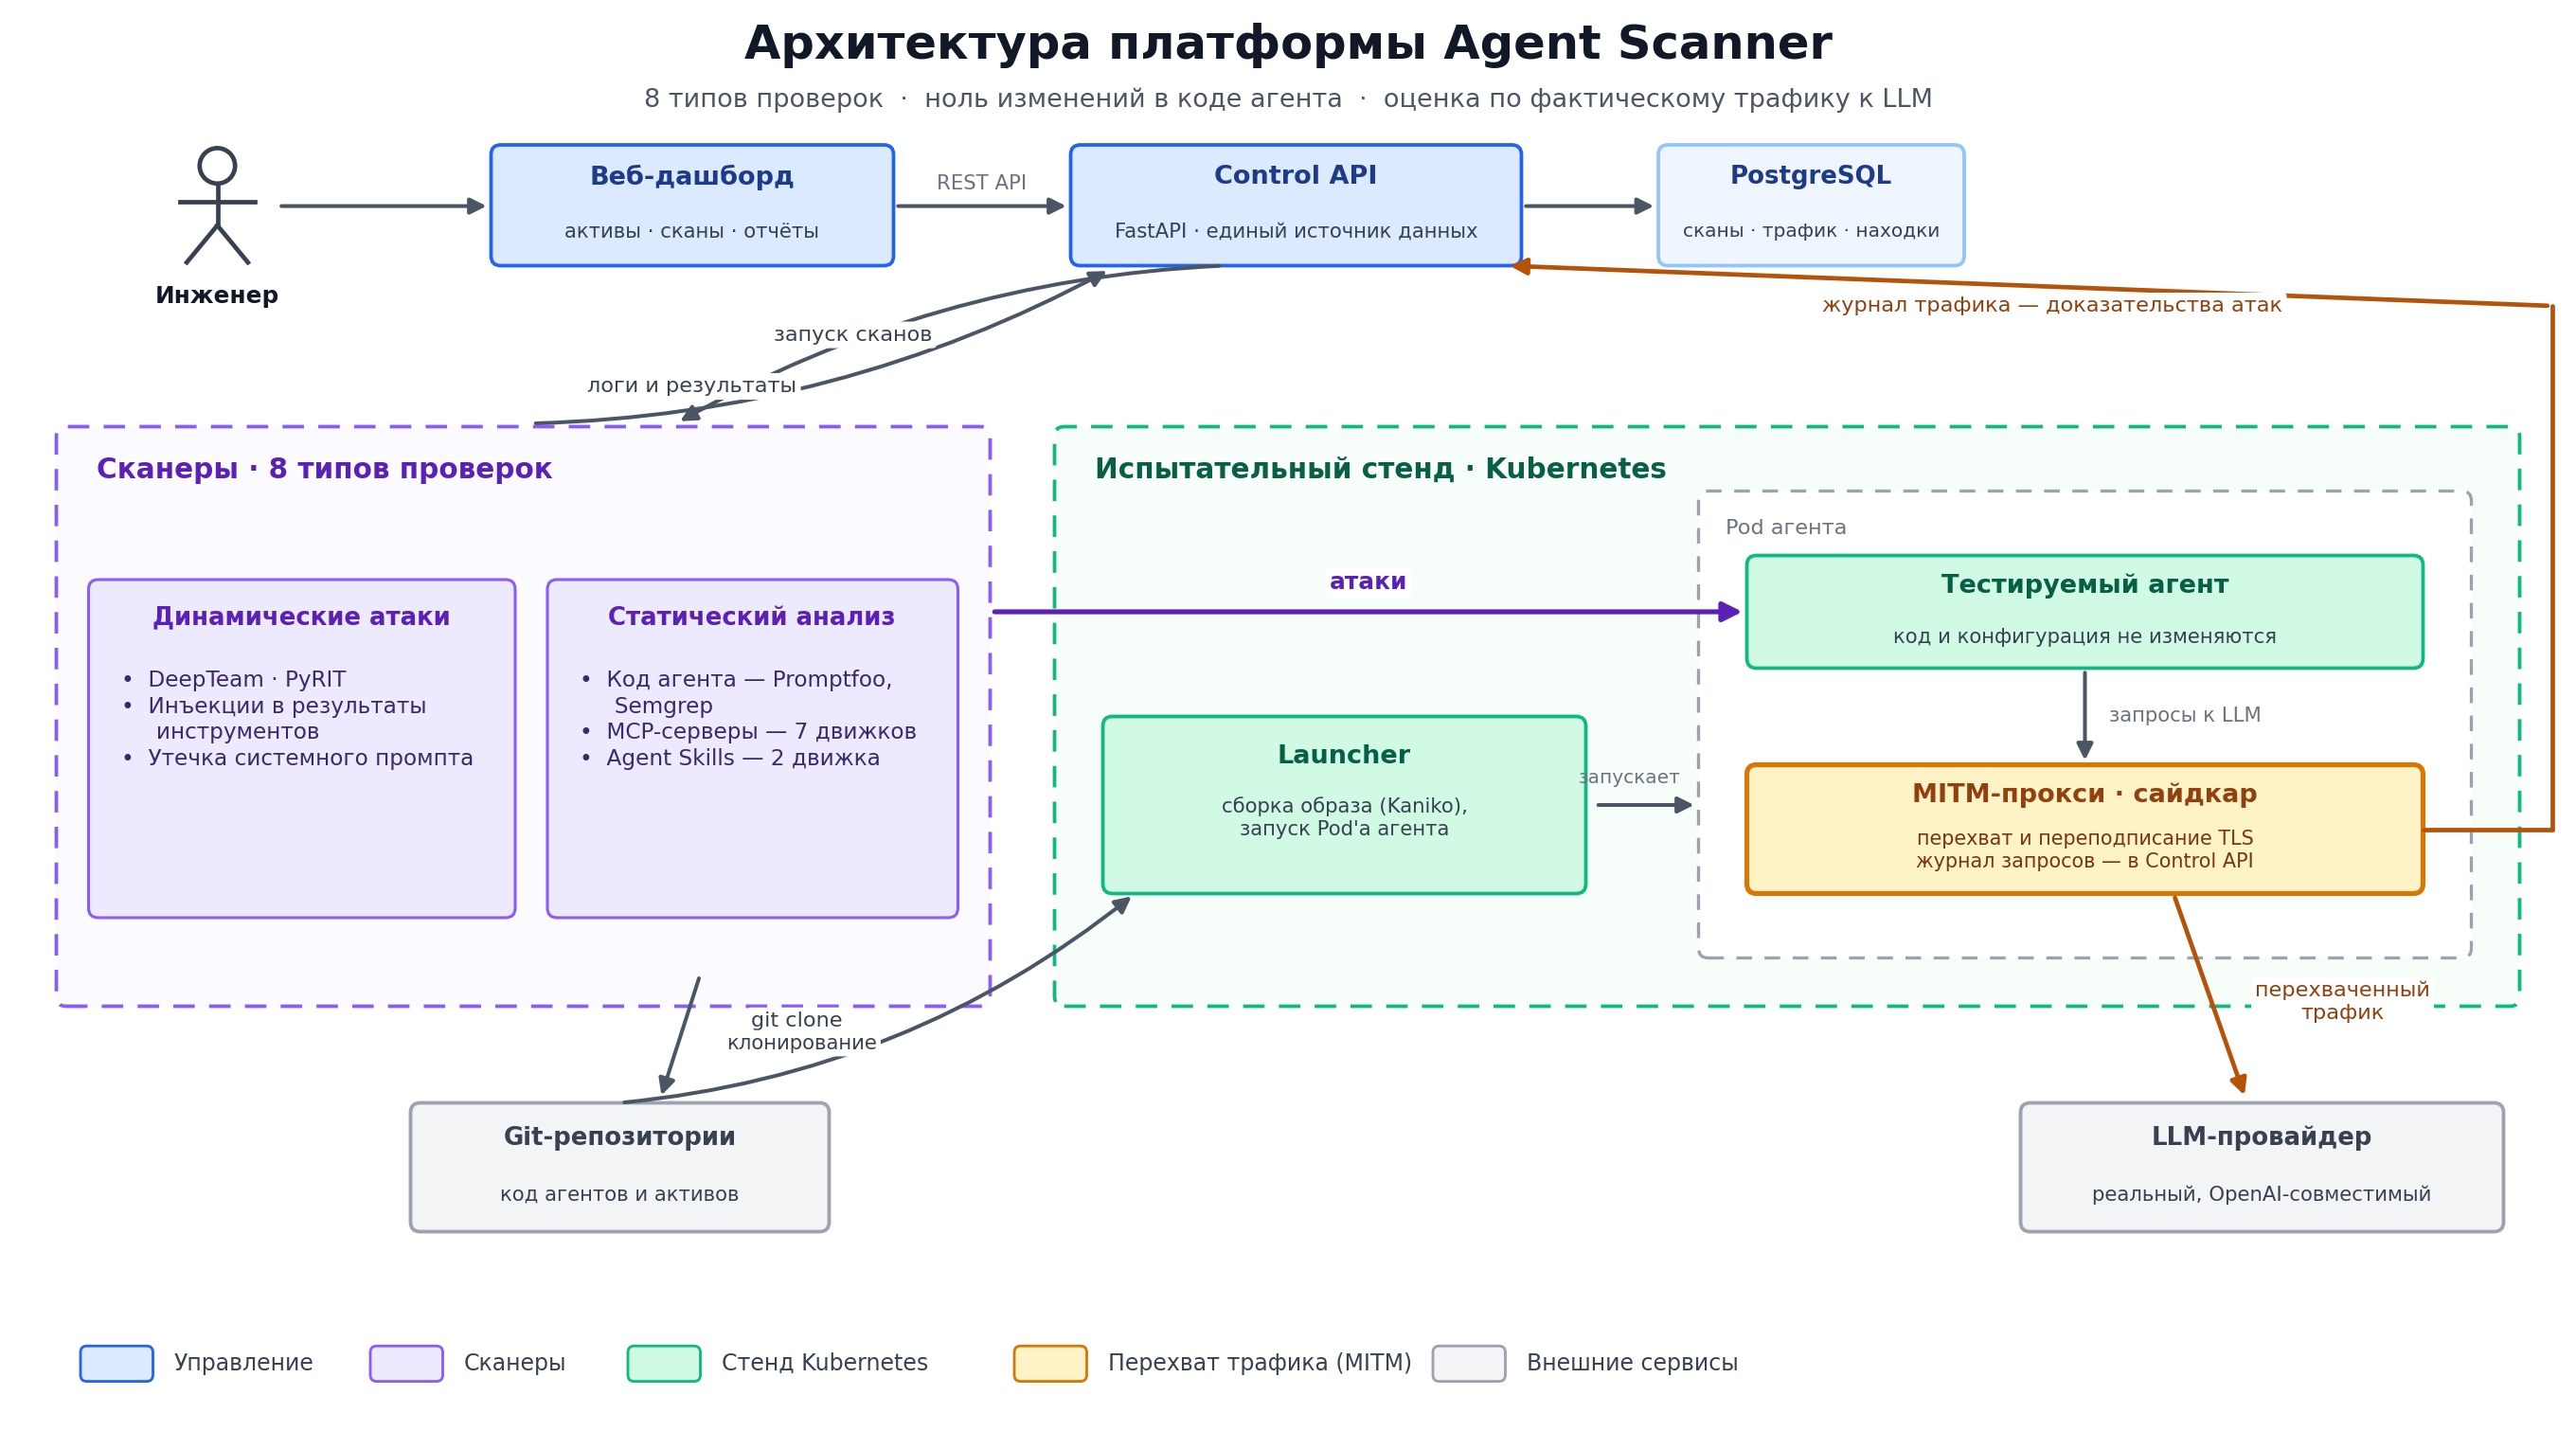 Архитектура платформы Agent Scanner
8 типов проверок · ноль изменений в коде агента · оценка по фактическому трафику к LLM
Инженер
Веб-дашборд
активы · сканы · отчёты
REST API
Control API
FastAPI · единый источник данных
PostgreSQL
сканы · трафик · находки
журнал трафика — доказательства атак
запуск сканов
логи и результаты
Сканеры · 8 типов проверок
Динамические атаки
• DeepTeam · PyRIT
• Инъекции в результаты
инструментов
• Утечка системного промпта
Статический анализ
• Код агента — Promptfoo,
Semgrep
• MCP-серверы — 7 движков
• Agent Skills — 2 движка
атаки
Испытательный стенд · Kubernetes
Launcher
сборка образа (Kaniko),
запуск Pod'а агента
запускает
Pod агента
Тестируемый агент
код и конфигурация не изменяются
запросы к LLM
MITM-прокси · сайдкар
перехват и переподписание TLS
журнал запросов — в Control API
перехваченный
трафик
git clone
клонирование
Git-репозитории
код агентов и активов
LLM-провайдер
реальный, OpenAI-совместимый
Управление
Сканеры
Стенд Kubernetes
Перехват трафика (MITM)
Внешние сервисы